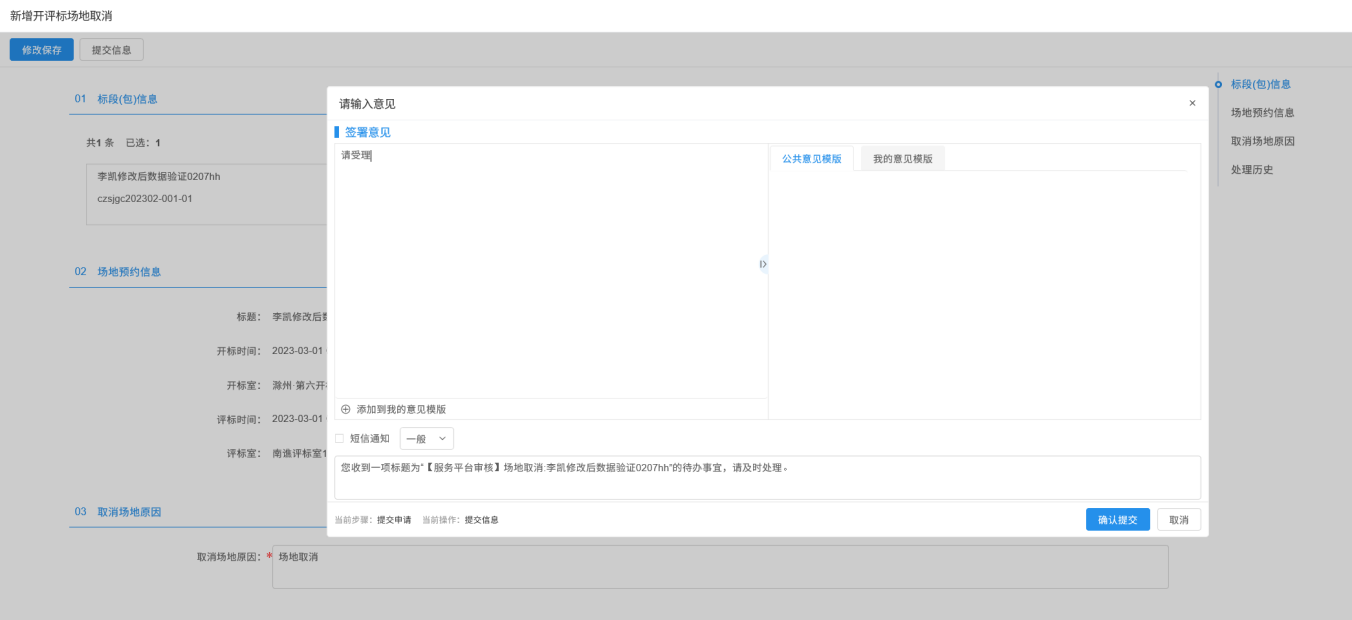 新增开评标场地取消
修改保存 提交信息
01 标段(包)信息
共1 条 已选：1
李凯修改后数据验证0207hh
czsjgc202302-001-01
02 场地预约信息
标题： 李凯修改后
开标时间： 2023-03-01
开标室： 滁州·第六开
评标时间： 2023-03-01
评标室： 南谯评标室1
03 取消场地原因
取消场地原因：* 场地取消
请输入意见 ×
签署意见
请受理
公共意见模版 我的意见模版
添加到我的意见模版
短信通知 一般
您收到一项标题为“【服务平台审核】场地取消:李凯修改后数据验证0207hh”的待办事宜，请及时处理。
当前步骤：提交申请 当前操作：提交信息
确认提交 取消
标段(包)信息
场地预约信息
取消场地原因
处理历史